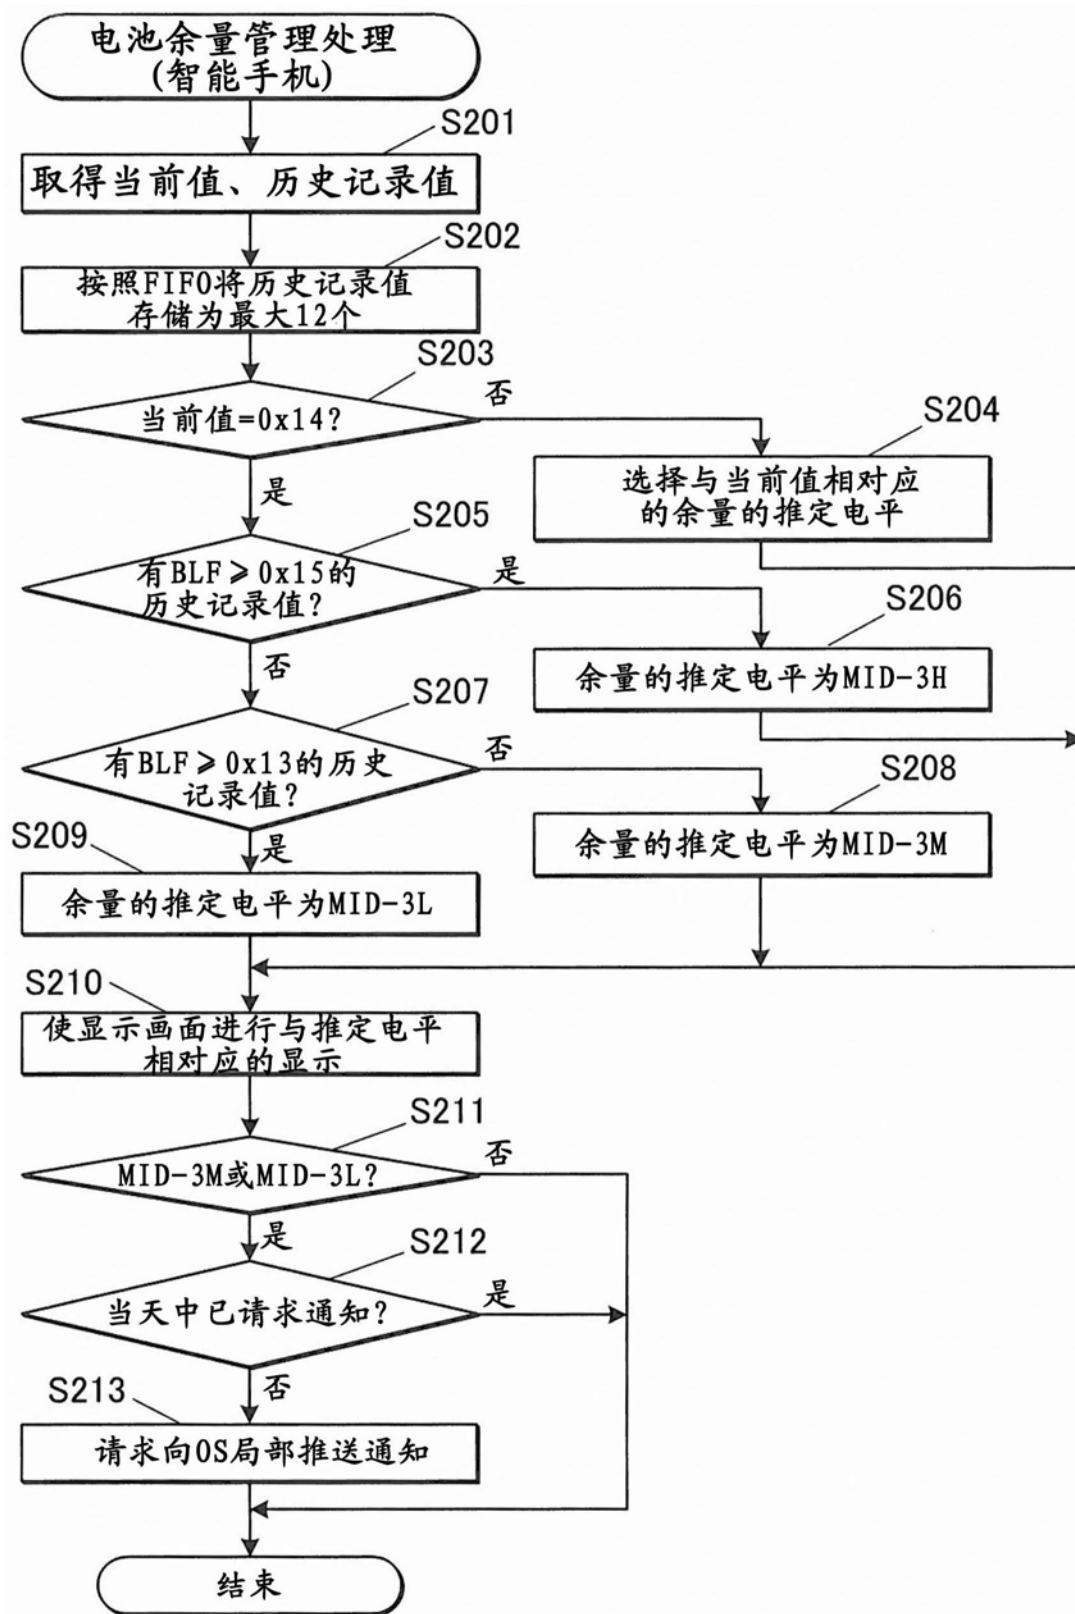 电池余量管理处理
(智能手机)
S201
取得当前值、历史记录值
S202
按照FIFO将历史记录值
存储为最大12个
S203
当前值=0x14?
否
是
S204
选择与当前值相对应
的余量的推定电平
S205
有BLF≥0x15的
历史记录值?
是
否
S206
余量的推定电平为MID-3H
S207
有BLF≥0x13的历史
记录值?
否
是
S208
余量的推定电平为MID-3M
S209
余量的推定电平为MID-3L
S210
使显示画面进行与推定电平
相对应的显示
S211
MID-3M或MID-3L?
否
是
S212
当天中已请求通知?
是
否
S213
请求向OS局部推送通知
结束